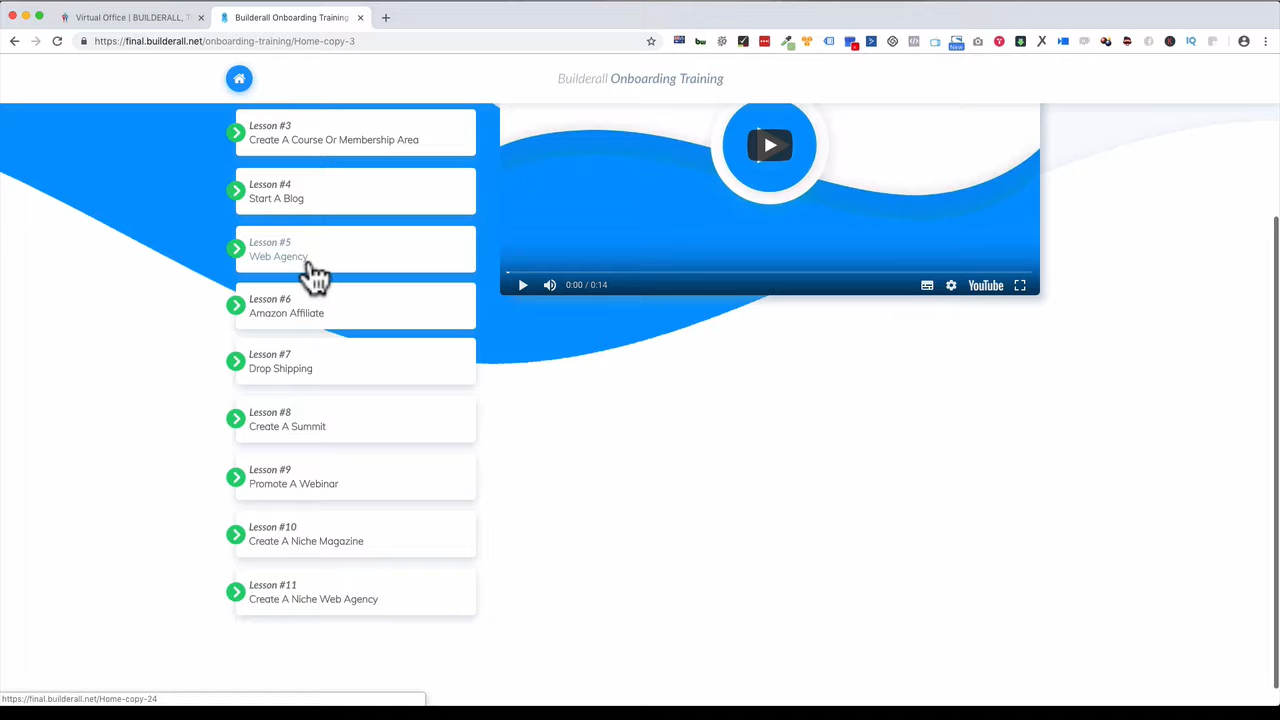 Virtual Office | BUILDERALL, T
Builderall Onboarding Training
https://final.builderall.net/onboarding-training/Home-copy-3
New
Builderall Onboarding Training
Lesson #3
Create A Course Or Membership Area
Lesson #4
Start A Blog
Lesson #5
Web Agency
Lesson #6
Amazon Affiliate
Lesson #7
Drop Shipping
Lesson #8
Create A Summit
Lesson #9
Promote A Webinar
Lesson #10
Create A Niche Magazine
Lesson #11
Create A Niche Web Agency
0:00 / 0:14
YouTube
https://final.builderall.net/Home-copy-24